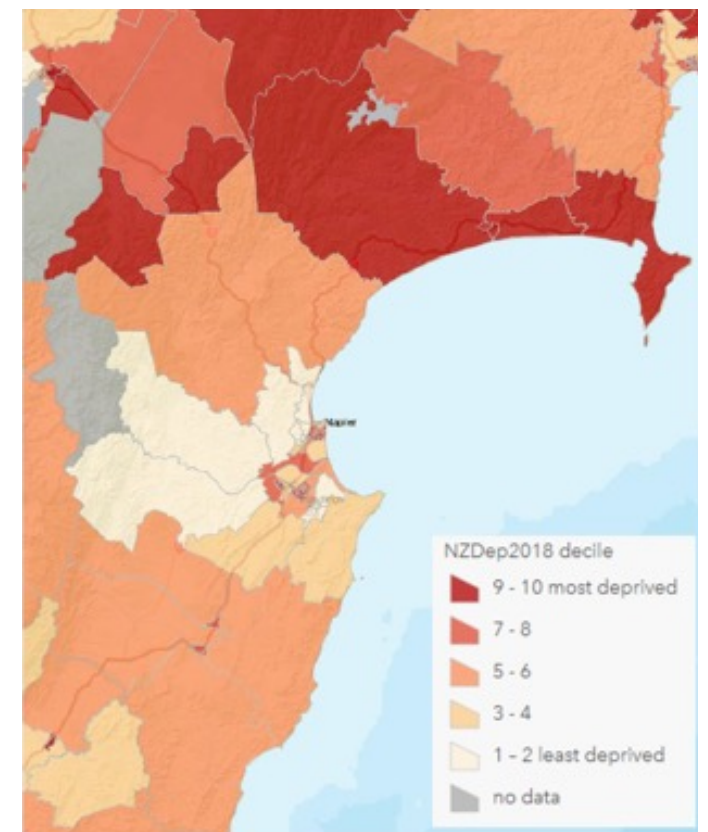 Napier
NZDep2018 decile
9 - 10 most deprived
7 - 8
5 - 6
3 - 4
1 - 2 least deprived
no data